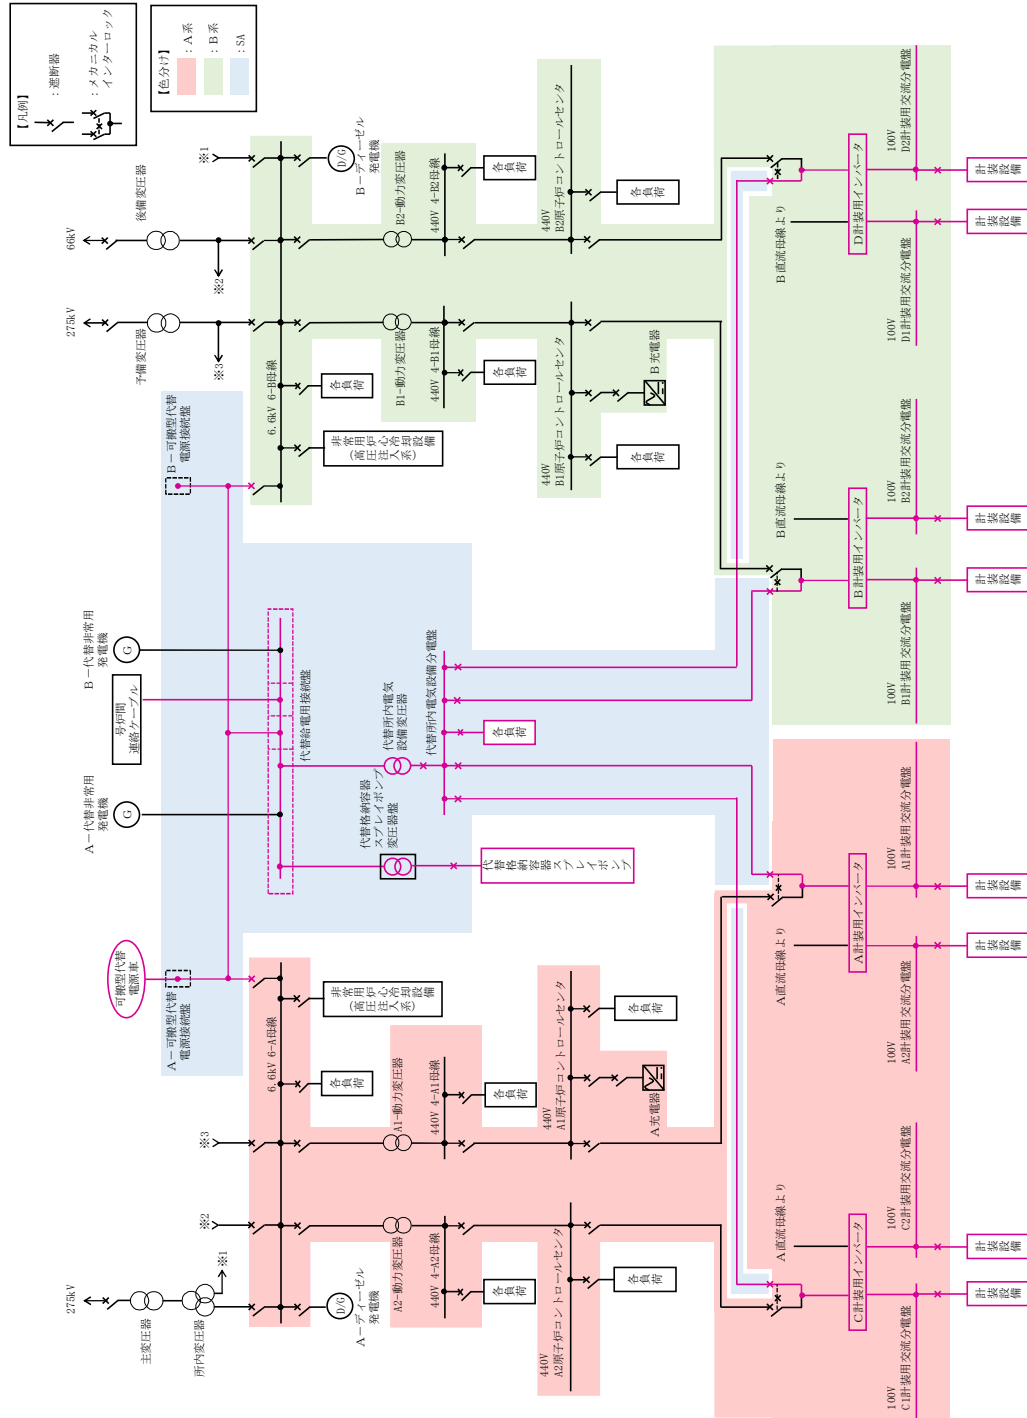 275kV
主変圧器
所内変圧器
※1
※2
※3
A-ディーゼル
発電機
D/G
6.6kV 6-A母線
各負荷
非常用炉心冷却設備
(高圧注入系)
A2-動力変圧器
A1-動力変圧器
440V 4-A2母線
440V 4-A1母線
各負荷
各負荷
440V
A2原子炉コントロールセンタ
440V
A1原子炉コントロールセンタ
各負荷
各負荷
A充電器
可搬型代替
電源車
A-可搬型代替
電源接続盤
A-代替非常用
発電機
G
号炉間
連絡ケーブル
B-代替非常用
発電機
G
代替給電用接続盤
代替格納容器
スプレイポンプ
変圧器盤
代替所内電気
設備変圧器
代替格納容器スプレイポンプ
代替所内電気設備分電盤
各負荷
B-可搬型代替
電源接続盤
275kV
予備変圧器
※3
66kV
後備変圧器
※2
※1
B-ディーゼル
発電機
D/G
6.6kV 6-B母線
非常用炉心冷却設備
(高圧注入系)
各負荷
B1-動力変圧器
B2-動力変圧器
440V 4-B1母線
440V 4-B2母線
各負荷
各負荷
440V
B1原子炉コントロールセンタ
440V
B2原子炉コントロールセンタ
各負荷
B充電器
各負荷
A直流母線より
C計装用インバータ
100V
C1計装用交流分電盤
100V
C2計装用交流分電盤
計装設備
計装設備
A直流母線より
A計装用インバータ
100V
A2計装用交流分電盤
100V
A1計装用交流分電盤
計装設備
計装設備
B直流母線より
B計装用インバータ
100V
B1計装用交流分電盤
100V
B2計装用交流分電盤
計装設備
計装設備
B直流母線より
D計装用インバータ
100V
D1計装用交流分電盤
100V
D2計装用交流分電盤
計装設備
計装設備
【凡例】
：遮断器
：メカニカル
インターロック
【色分け】
：A系
：B系
：SA